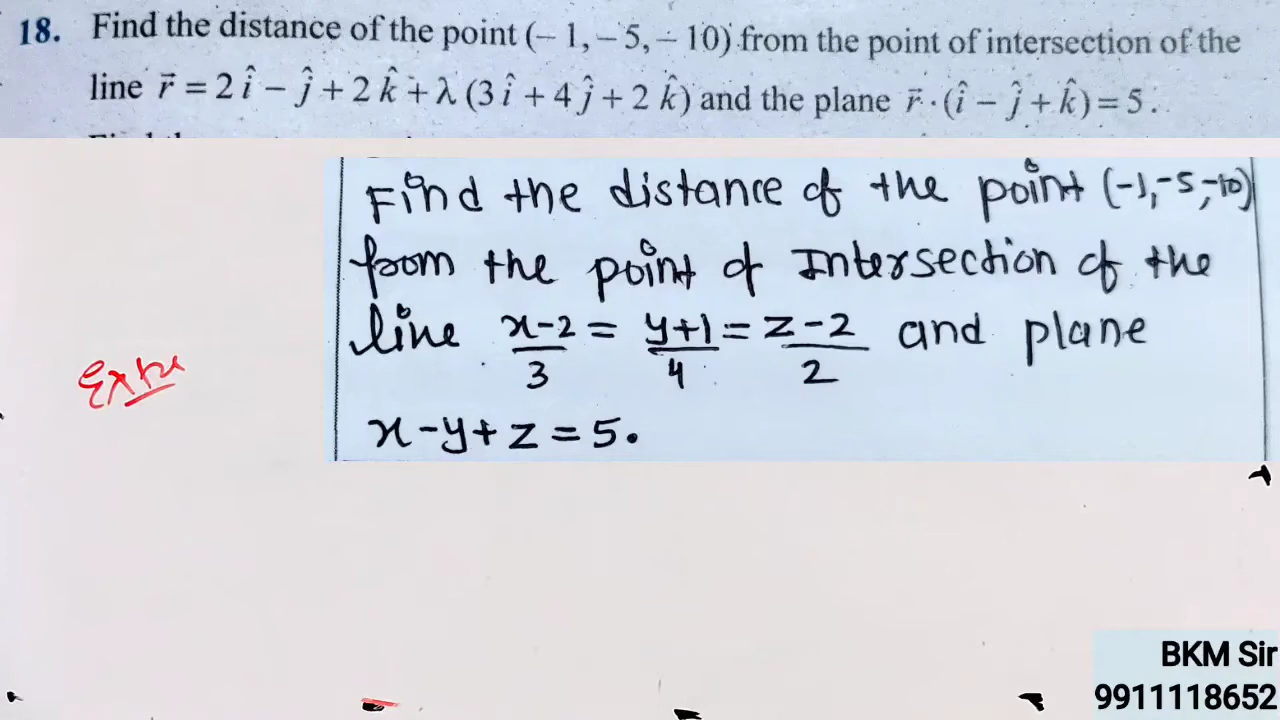 18. Find the distance of the point (– 1, – 5, – 10) from the point of intersection of the
line r⃗ = 2 î – ĵ + 2 k̂ + λ (3 î + 4 ĵ + 2 k̂) and the plane r⃗ · (î – ĵ + k̂) = 5 .
Find the distance of the point (-1,-5,-10)
from the point of Intersection of the
line x-2/3 = y+1/4 = z-2/2 and plane
x-y+z=5.
BKM Sir
9911118652